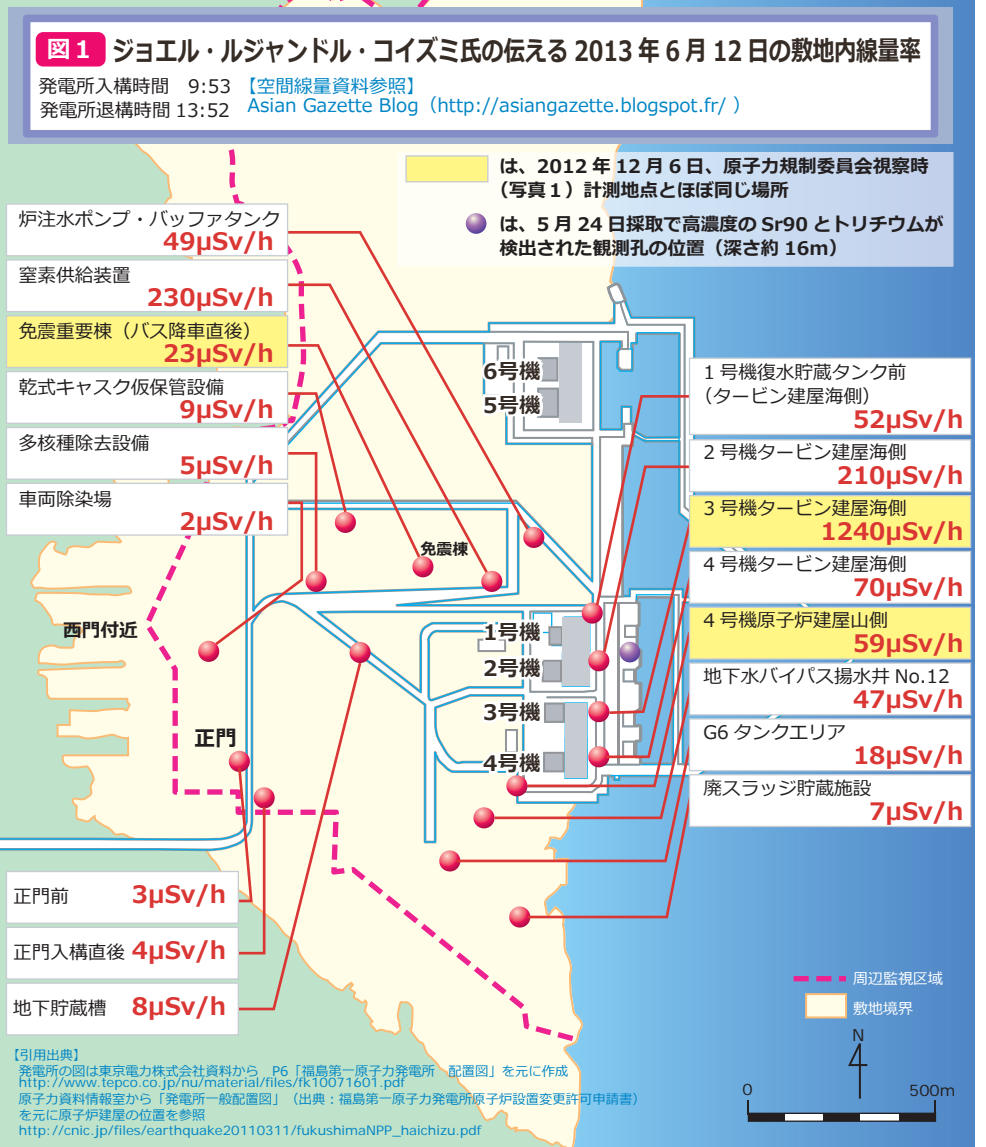 図1 ジョエル・ルジャンドル・コイズミ氏の伝える 2013 年 6 月 12 日の敷地内線量率
発電所入構時間 9:53 【空間線量資料参照】
発電所退構時間 13:52 Asian Gazette Blog（http://asiangazette.blogspot.fr/ ）
は、2012 年 12 月 6 日、原子力規制委員会視察時
（写真１）計測地点とほぼ同じ場所
は、5 月 24 日採取で高濃度の Sr90 とトリチウムが
検出された観測孔の位置（深さ約 16m）
炉注水ポンプ・バッファタンク
49μSv/h
窒素供給装置
230μSv/h
免震重要棟（バス降車直後）
23μSv/h
乾式キャスク仮保管設備
9μSv/h
多核種除去設備
5μSv/h
車両除染場
2μSv/h
6号機
5号機
免震棟
西門付近
正門
1号機
2号機
3号機
4号機
1 号機復水貯蔵タンク前
（タービン建屋海側）
52μSv/h
2 号機タービン建屋海側
210μSv/h
3 号機タービン建屋海側
1240μSv/h
4 号機タービン建屋海側
70μSv/h
4 号機原子炉建屋山側
59μSv/h
地下水バイパス揚水井 No.12
47μSv/h
G6 タンクエリア
18μSv/h
廃スラッジ貯蔵施設
7μSv/h
正門前 3μSv/h
正門入構直後 4μSv/h
地下貯蔵槽 8μSv/h
周辺監視区域
敷地境界
N
0 500m
【引用出典】
発電所の図は東京電力株式会社資料から P6「福島第一原子力発電所 配置図」を元に作成
http://www.tepco.co.jp/nu/material/files/fk10071601.pdf
原子力資料情報室から「発電所一般配置図」（出典：福島第一原子力発電所原子炉設置変更許可申請書）
を元に原子炉建屋の位置を参照
http://cnic.jp/files/earthquake20110311/fukushimaNPP_haichizu.pdf